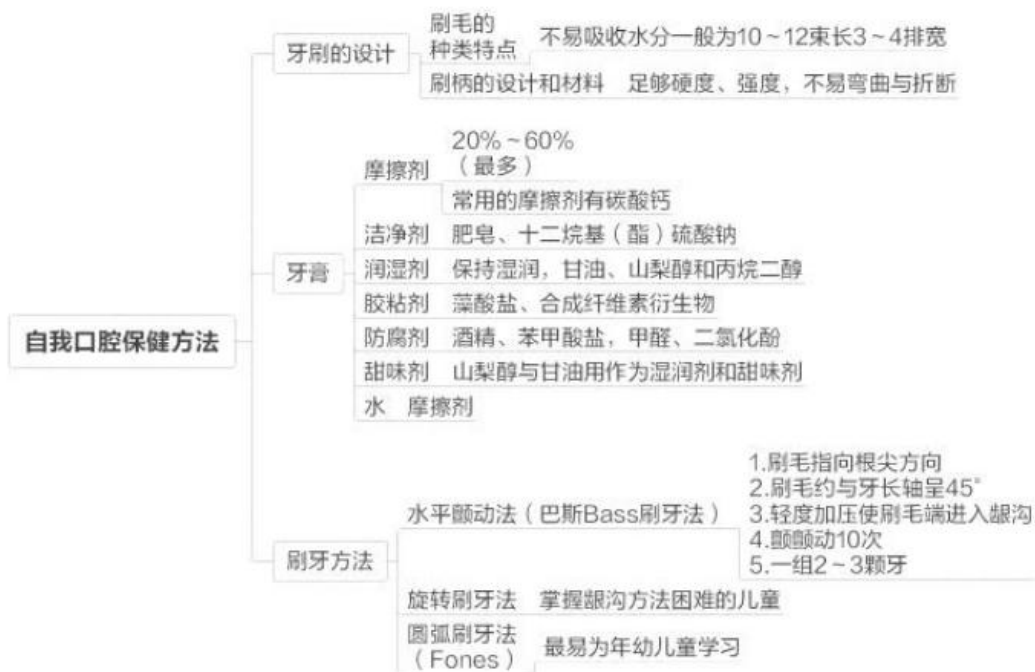 自我口腔保健方法
牙刷的设计
刷毛的
种类特点
不易吸收水分一般为10~12束长3~4排宽
刷柄的设计和材料 足够硬度、强度，不易弯曲与折断
牙膏
摩擦剂
20%~60%
（最多）
常用的摩擦剂有碳酸钙
洁净剂 肥皂、十二烷基（酯）硫酸钠
润湿剂 保持湿润，甘油、山梨醇和丙烷二醇
胶粘剂 藻酸盐、合成纤维素衍生物
防腐剂 酒精、苯甲酸盐，甲醛、二氯化酚
甜味剂 山梨醇与甘油用作为湿润剂和甜味剂
水 摩擦剂
刷牙方法
水平颤动法（巴斯Bass刷牙法）
1.刷毛指向根尖方向
2.刷毛约与牙长轴呈45°
3.轻度加压使刷毛端进入龈沟
4.颤颤动10次
5.一组2~3颗牙
旋转刷牙法 掌握龈沟方法困难的儿童
圆弧刷牙法
（Fones）
最易为年幼儿童学习